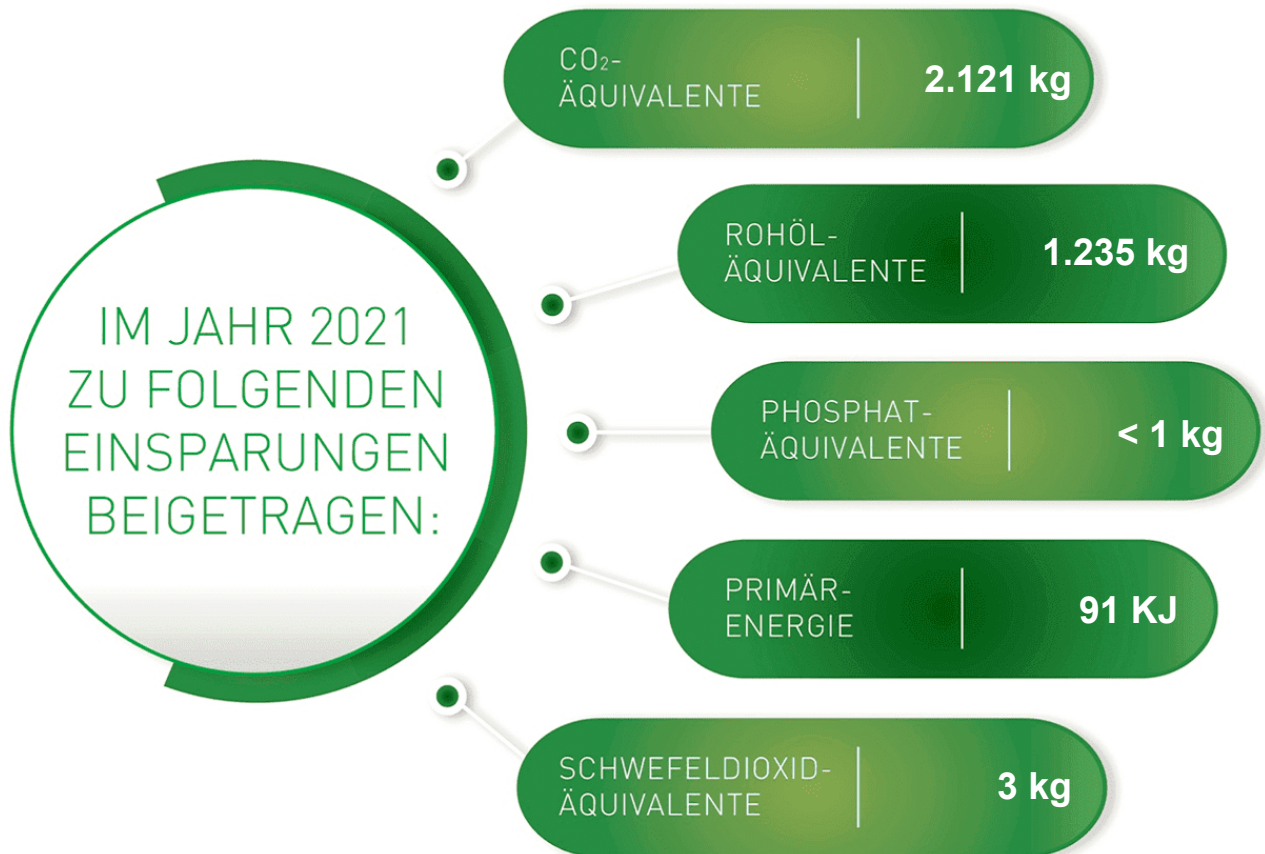 IM JAHR 2021
ZU FOLGENDEN
EINSPARUNGEN
BEIGETRAGEN:
CO₂-
ÄQUIVALENTE
2.121 kg
ROHÖL-
ÄQUIVALENTE
1.235 kg
PHOSPHAT-
ÄQUIVALENTE
< 1 kg
PRIMÄR-
ENERGIE
91 KJ
SCHWEFELDIOXID-
ÄQUIVALENTE
3 kg